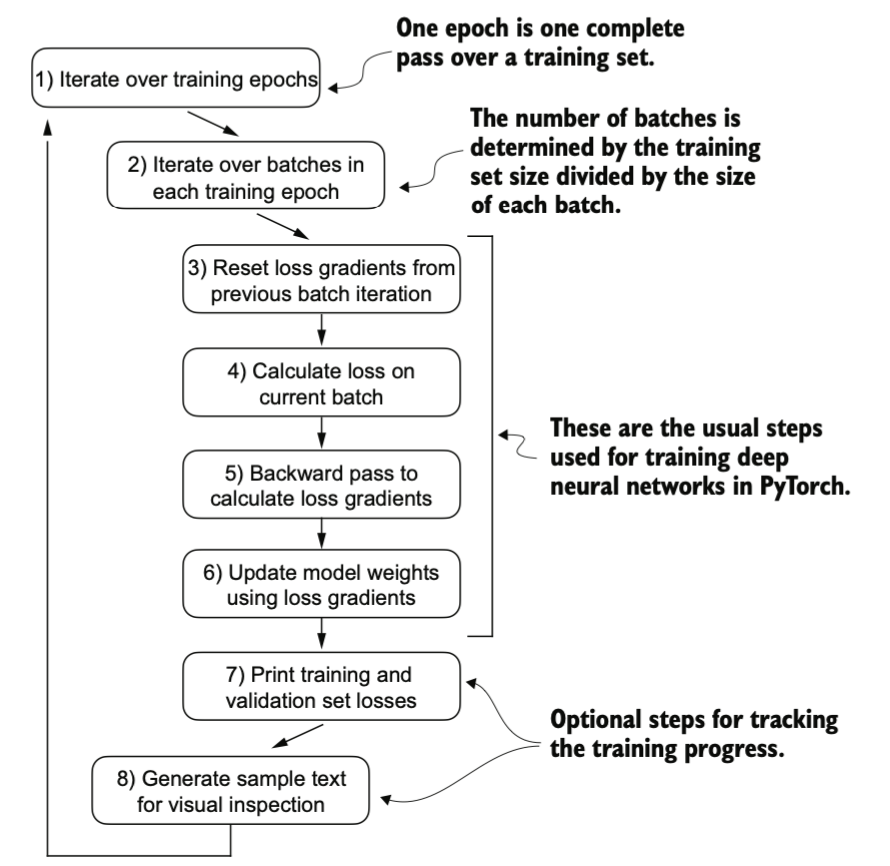 One epoch is one complete
pass over a training set.
1) Iterate over training epochs
The number of batches is
determined by the training
set size divided by the size
of each batch.
2) Iterate over batches in
each training epoch
3) Reset loss gradients from
previous batch iteration
4) Calculate loss on
current batch
These are the usual steps
used for training deep
neural networks in PyTorch.
5) Backward pass to
calculate loss gradients
6) Update model weights
using loss gradients
7) Print training and
validation set losses
Optional steps for tracking
the training progress.
8) Generate sample text
for visual inspection